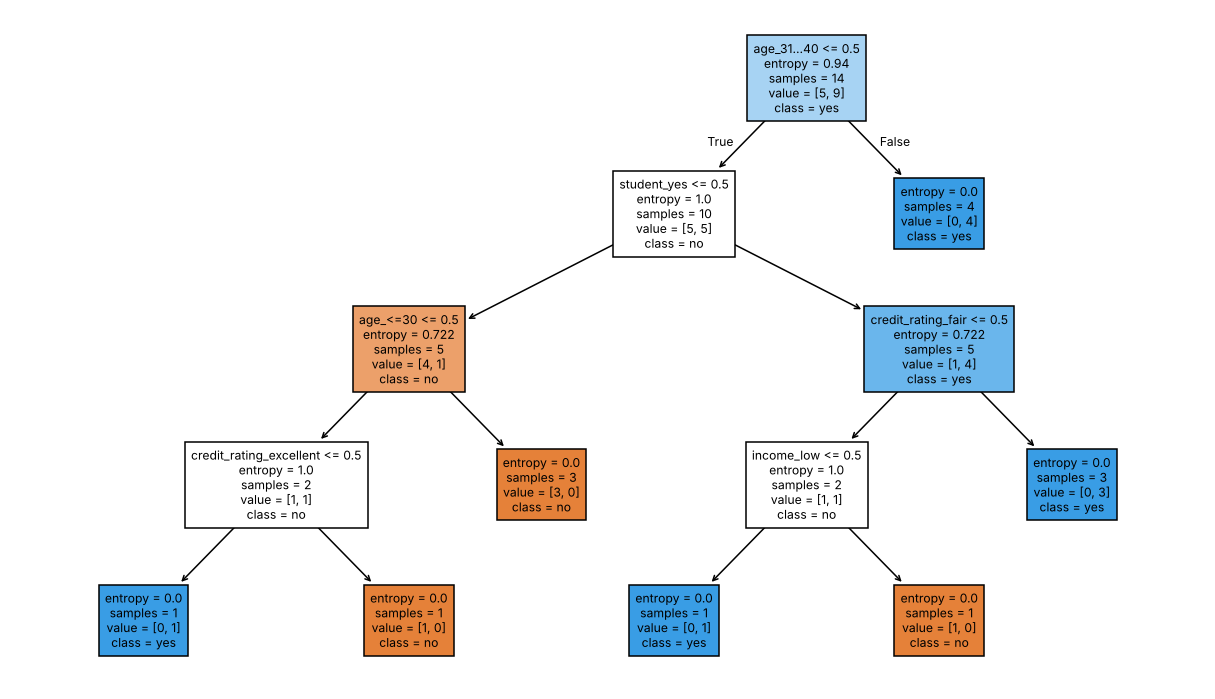 age_31...40 <= 0.5
entropy = 0.94
samples = 14
value = [5, 9]
class = yes
True
False
student_yes <= 0.5
entropy = 1.0
samples = 10
value = [5, 5]
class = no
entropy = 0.0
samples = 4
value = [0, 4]
class = yes
age_<=30 <= 0.5
entropy = 0.722
samples = 5
value = [4, 1]
class = no
credit_rating_fair <= 0.5
entropy = 0.722
samples = 5
value = [1, 4]
class = yes
credit_rating_excellent <= 0.5
entropy = 1.0
samples = 2
value = [1, 1]
class = no
entropy = 0.0
samples = 3
value = [3, 0]
class = no
income_low <= 0.5
entropy = 1.0
samples = 2
value = [1, 1]
class = no
entropy = 0.0
samples = 3
value = [0, 3]
class = yes
entropy = 0.0
samples = 1
value = [0, 1]
class = yes
entropy = 0.0
samples = 1
value = [1, 0]
class = no
entropy = 0.0
samples = 1
value = [0, 1]
class = yes
entropy = 0.0
samples = 1
value = [1, 0]
class = no